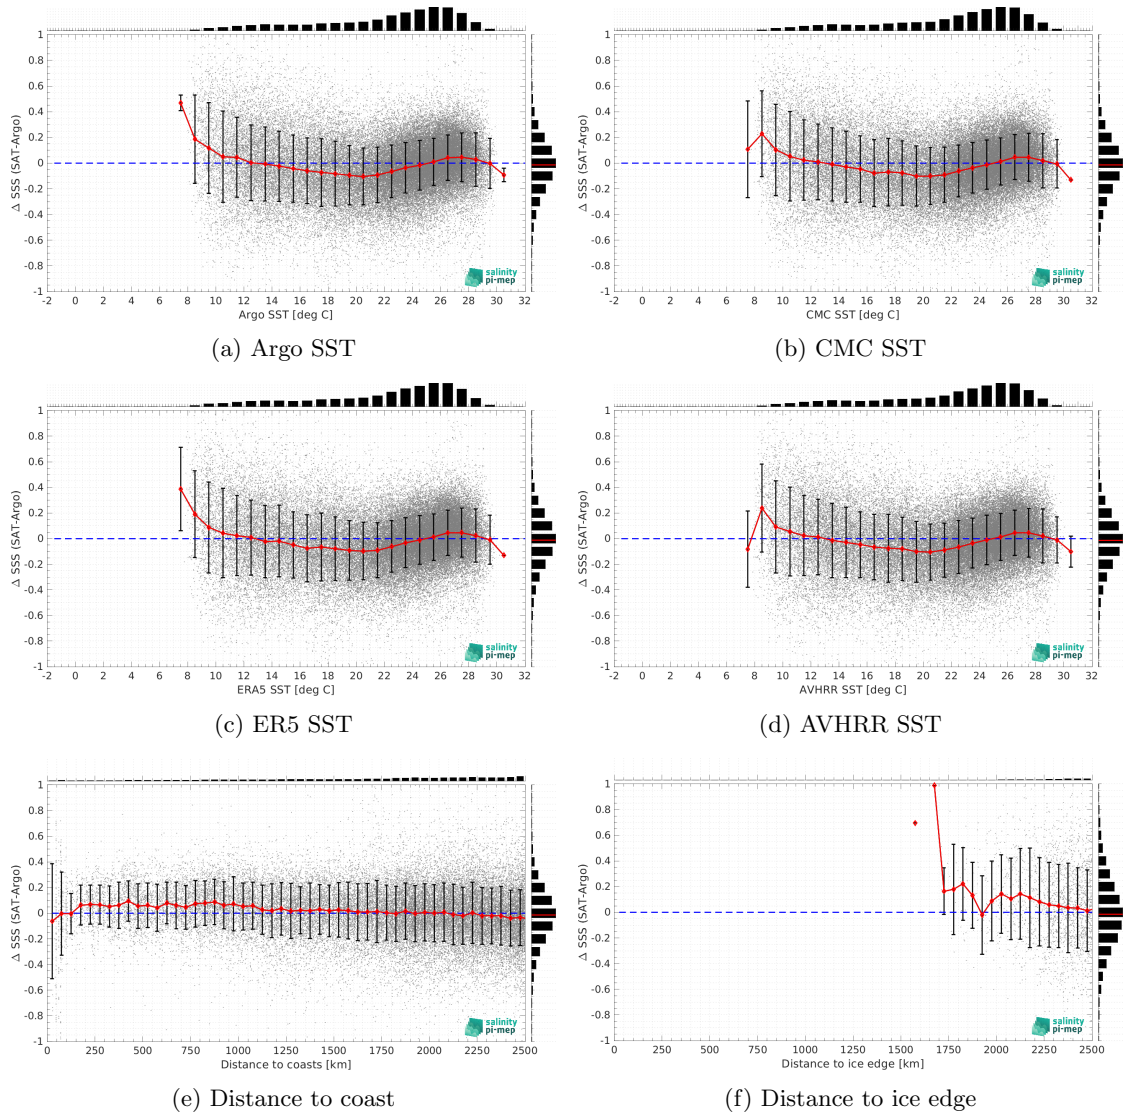 1
0.8
0.6
0.4
0.2
0
-0.2
-0.4
-0.6
-0.8
-1
Δ SSS (SAT-Argo)
-2 0 2 4 6 8 10 12 14 16 18 20 22 24 26 28 30 32
Argo SST [deg C]
salinity
pi-mep
(a) Argo SST
1
0.8
0.6
0.4
0.2
0
-0.2
-0.4
-0.6
-0.8
-1
Δ SSS (SAT-Argo)
-2 0 2 4 6 8 10 12 14 16 18 20 22 24 26 28 30 32
CMC SST [deg C]
salinity
pi-mep
(b) CMC SST
1
0.8
0.6
0.4
0.2
0
-0.2
-0.4
-0.6
-0.8
-1
Δ SSS (SAT-Argo)
-2 0 2 4 6 8 10 12 14 16 18 20 22 24 26 28 30 32
ERA5 SST [deg C]
salinity
pi-mep
(c) ER5 SST
1
0.8
0.6
0.4
0.2
0
-0.2
-0.4
-0.6
-0.8
-1
Δ SSS (SAT-Argo)
-2 0 2 4 6 8 10 12 14 16 18 20 22 24 26 28 30 32
AVHRR SST [deg C]
salinity
pi-mep
(d) AVHRR SST
1
0.8
0.6
0.4
0.2
0
-0.2
-0.4
-0.6
-0.8
-1
Δ SSS (SAT-Argo)
0 250 500 750 1000 1250 1500 1750 2000 2250 2500
Distance to coasts [km]
salinity
pi-mep
(e) Distance to coast
1
0.8
0.6
0.4
0.2
0
-0.2
-0.4
-0.6
-0.8
-1
Δ SSS (SAT-Argo)
0 250 500 750 1000 1250 1500 1750 2000 2250 2500
Distance to ice edge [km]
salinity
pi-mep
(f) Distance to ice edge